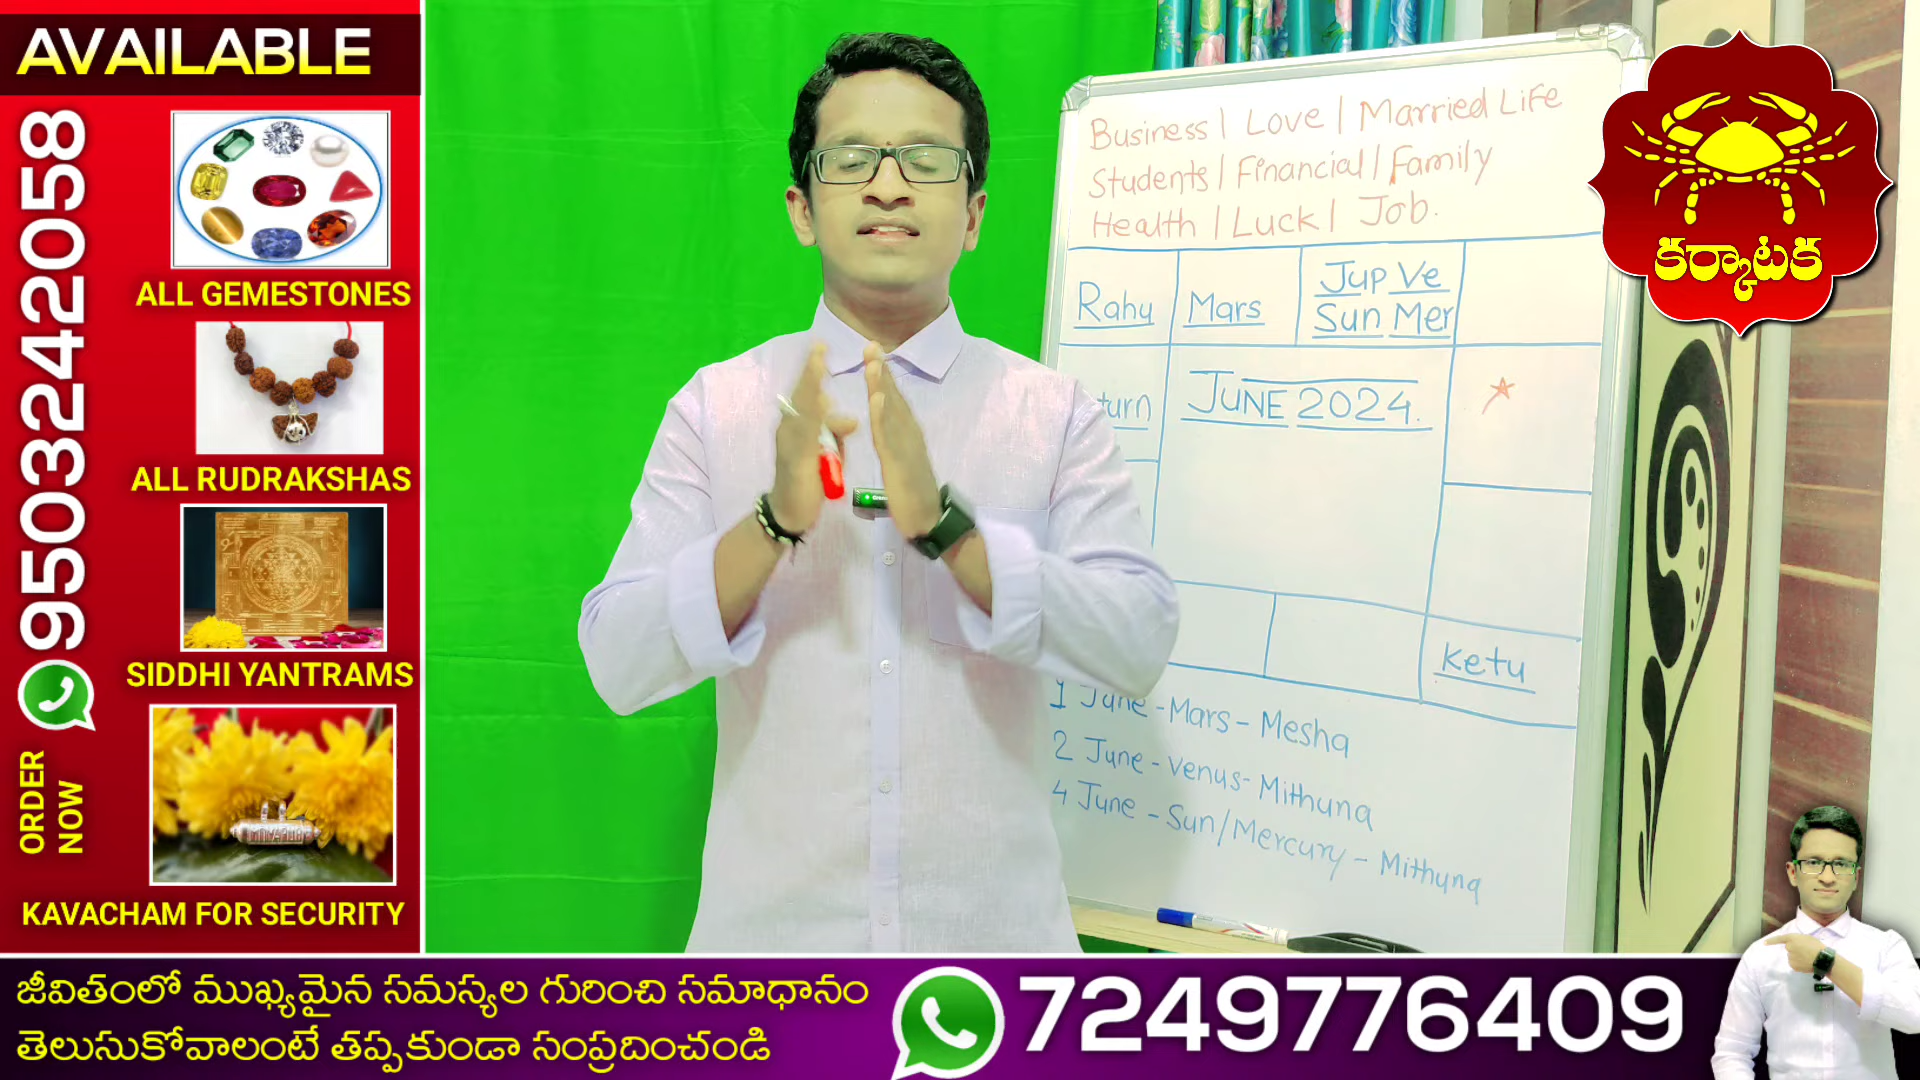 AVAILABLE
9503242058
ORDER
NOW
ALL GEMESTONES
ALL RUDRAKSHAS
SIDDHI YANTRAMS
KAVACHAM FOR SECURITY
Business | Love | Married Life
Students | Financial | Family
Health | Luck | Job.
Rahu Mars Jup Ve
Sun Mer
turn JUNE 2024.
Ketu
1 June - Mars - Mesha
2 June - Venus - Mithuna
4 June - Sun/Mercury - Mithuna
కర్కాటక
జీవితంలో ముఖ్యమైన సమస్యల గురించి సమాధానం
తెలుసుకోవాలంటే తప్పకుండా సంప్రదించండి
7249776409